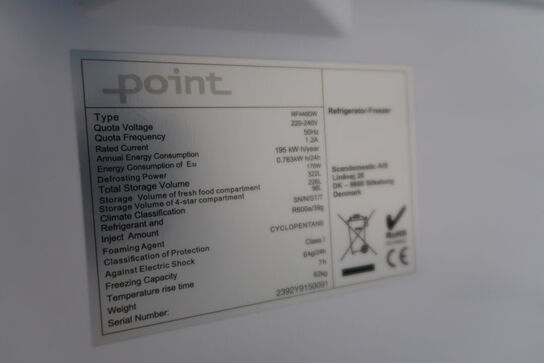 point
Type RF440DW
Quota Voltage 220-240V
Quota Frequency 50Hz
Rated Current 1.2A
Annual Energy Consumption 195 kW·h/year
Energy Consumption of Eu 0.763kW·h/24h
Defrosting Power 170W
Total Storage Volume 322L
Storage Volume of fresh food compartment 226L
Storage Volume of 4-star compartment 96L
Climate Classification SN/N/ST/T
Refrigerant and
Inject Amount R600a/39g
Foaming Agent CYCLOPENTANE
Classification of Protection
Against Electric Shock Class I
Freezing Capacity 6kg/24h
Temperature rise time 7h
Weight 62kg
Serial Number: 2392Y9150091
Refrigerator-Freezer
Scandomestic A/S
Linåvej 20
DK – 8600 Silkeborg
Denmark
RoHS
CE